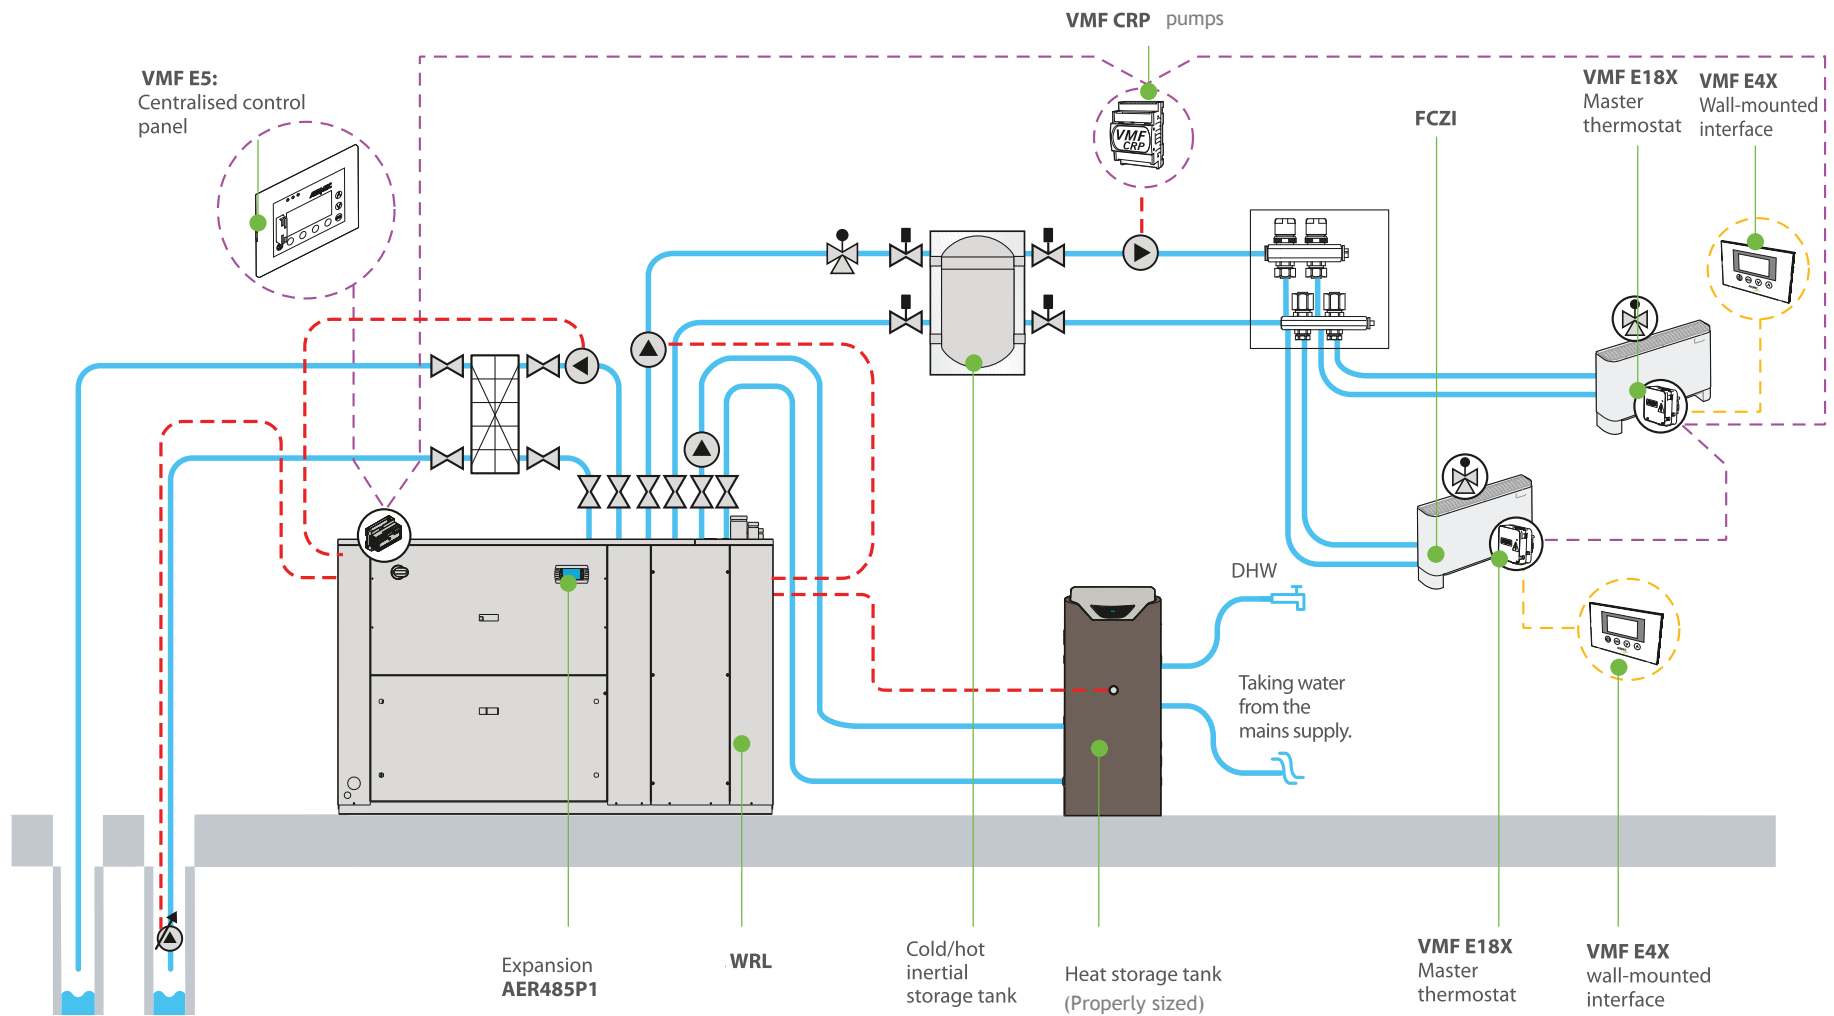 VMF CRP pumps
VMF E5:
Centralised control
panel
VMF E18X
Master
thermostat
VMF E4X
Wall-mounted
interface
FCZI
VMF
CRP
DHW
Taking water
from the
mains supply.
Expansion
AER485P1
WRL
Cold/hot
inertial
storage tank
Heat storage tank
(Properly sized)
VMF E18X
Master
thermostat
VMF E4X
wall-mounted
interface